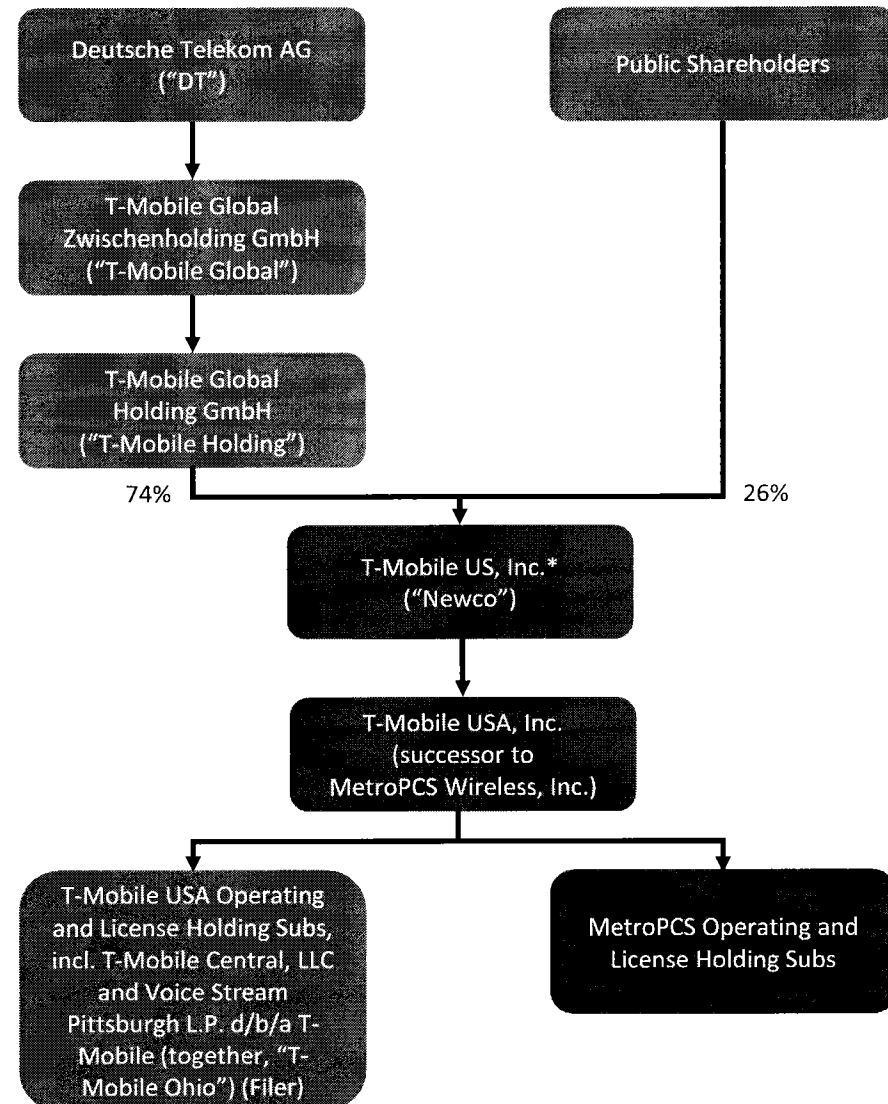 Deutsche Telekom AG
("DT")
Public Shareholders
T-Mobile Global
Zwischenholding GmbH
("T-Mobile Global")
T-Mobile Global
Holding GmbH
("T-Mobile Holding")
74%
26%
T-Mobile US, Inc.*
("Newco")
T-Mobile USA, Inc.
(successor to
MetroPCS Wireless, Inc.)
T-Mobile USA Operating
and License Holding Subs,
incl. T-Mobile Central, LLC
and Voice Stream
Pittsburgh L.P. d/b/a T-
Mobile (together, "T-
Mobile Ohio") (Filer)
MetroPCS Operating and
License Holding Subs